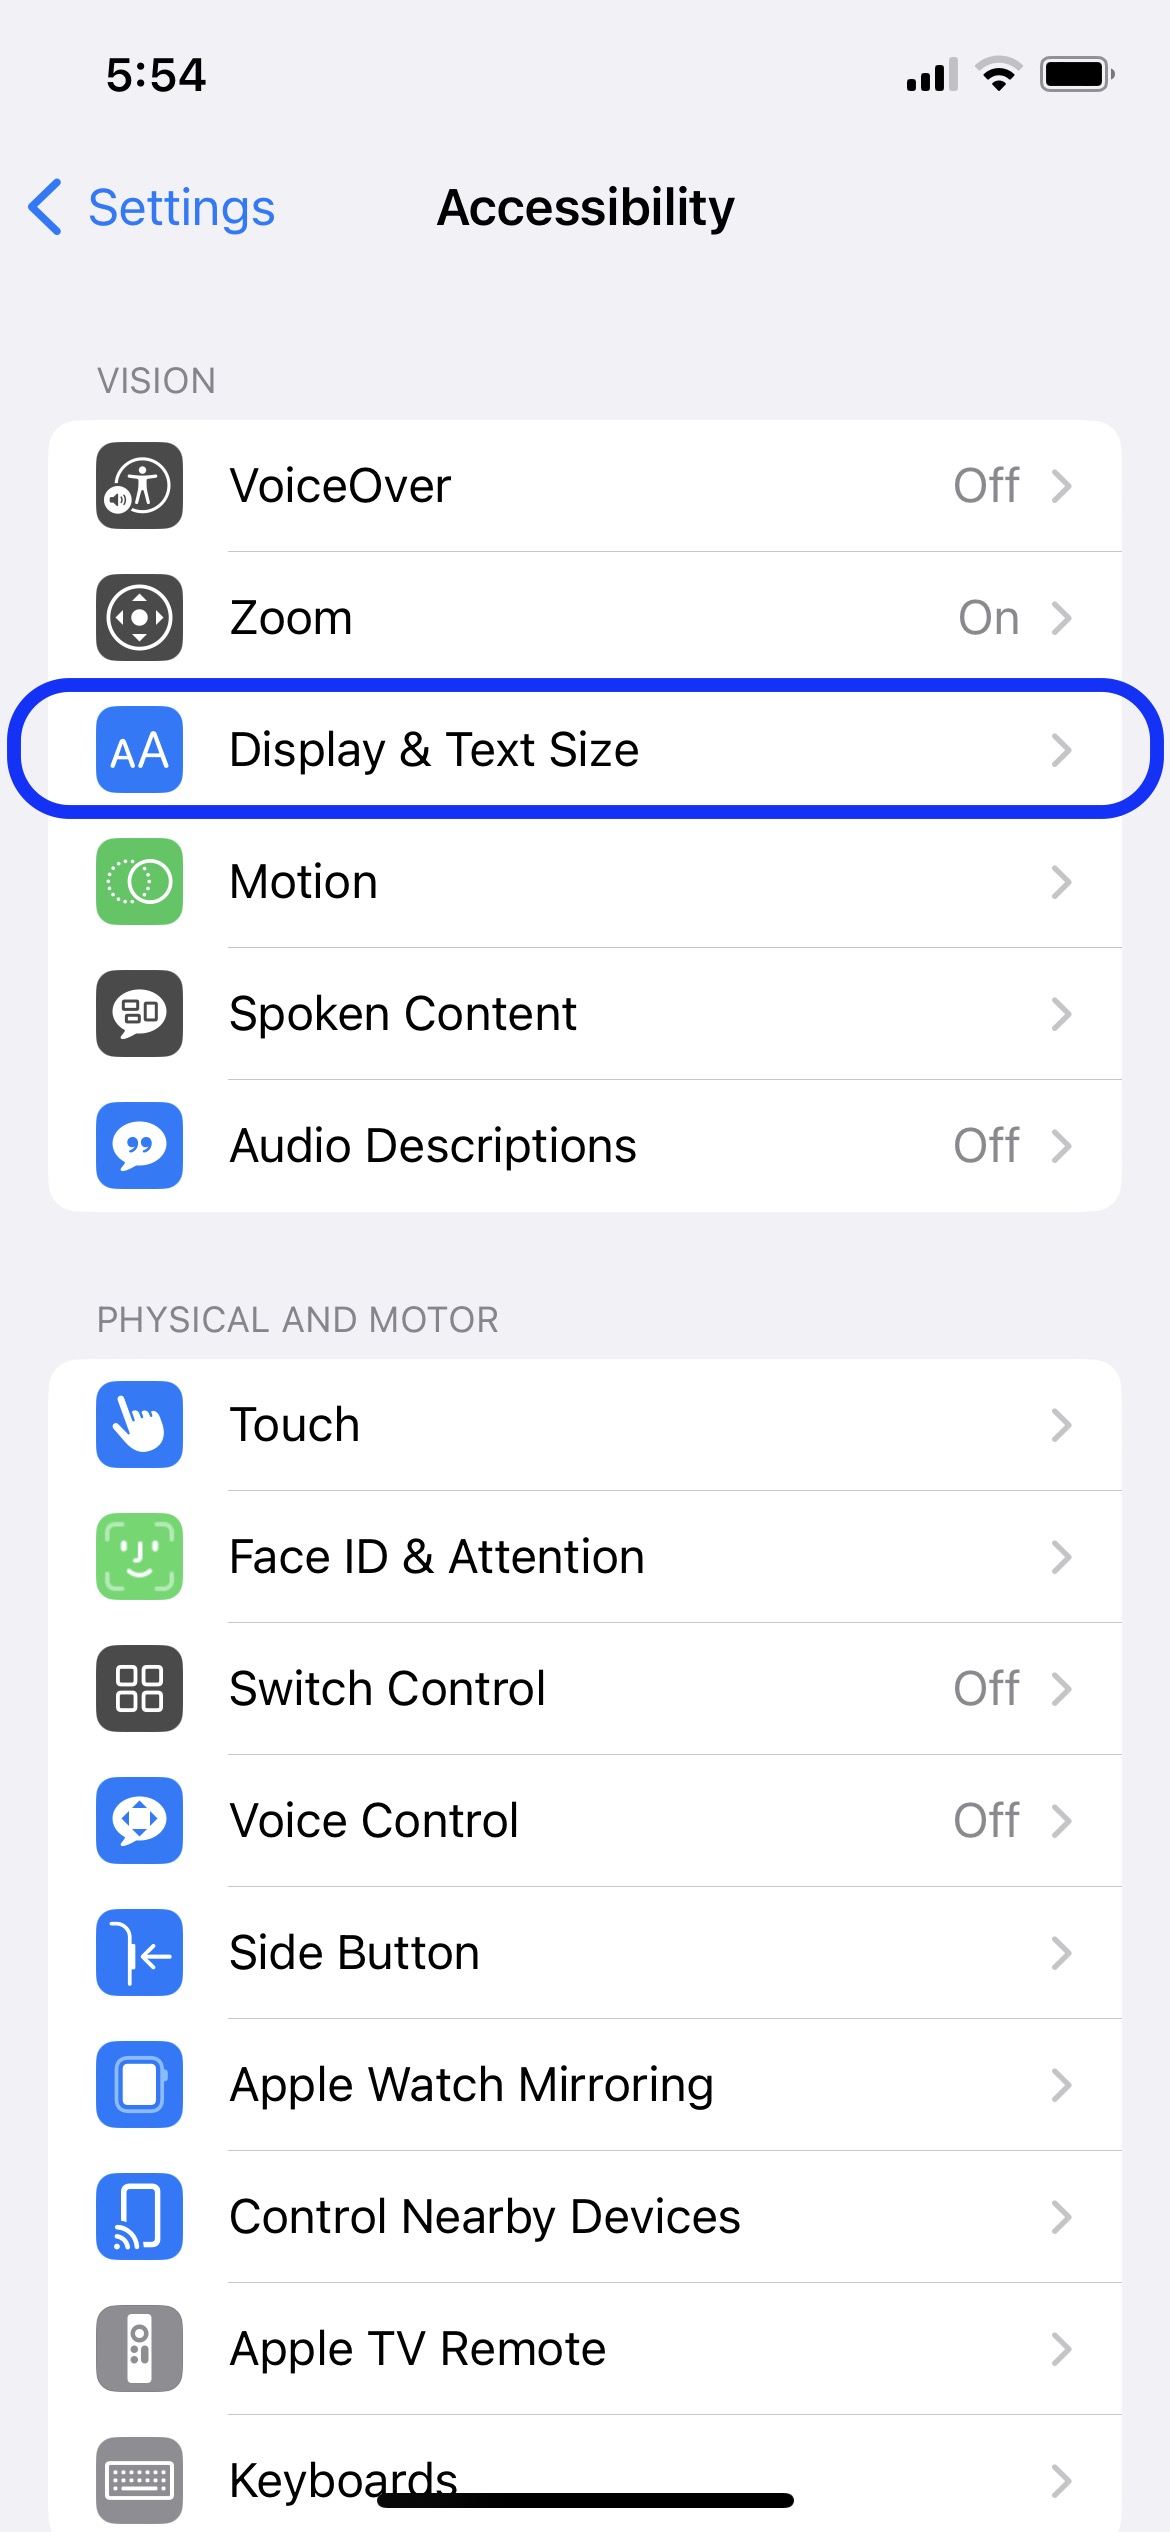 5:54
Settings
Accessibility
VISION
VoiceOver Off
Zoom On
AA Display & Text Size
Motion
Spoken Content
Audio Descriptions Off
PHYSICAL AND MOTOR
Touch
Face ID & Attention
Switch Control Off
Voice Control Off
Side Button
Apple Watch Mirroring
Control Nearby Devices
Apple TV Remote
Keyboards